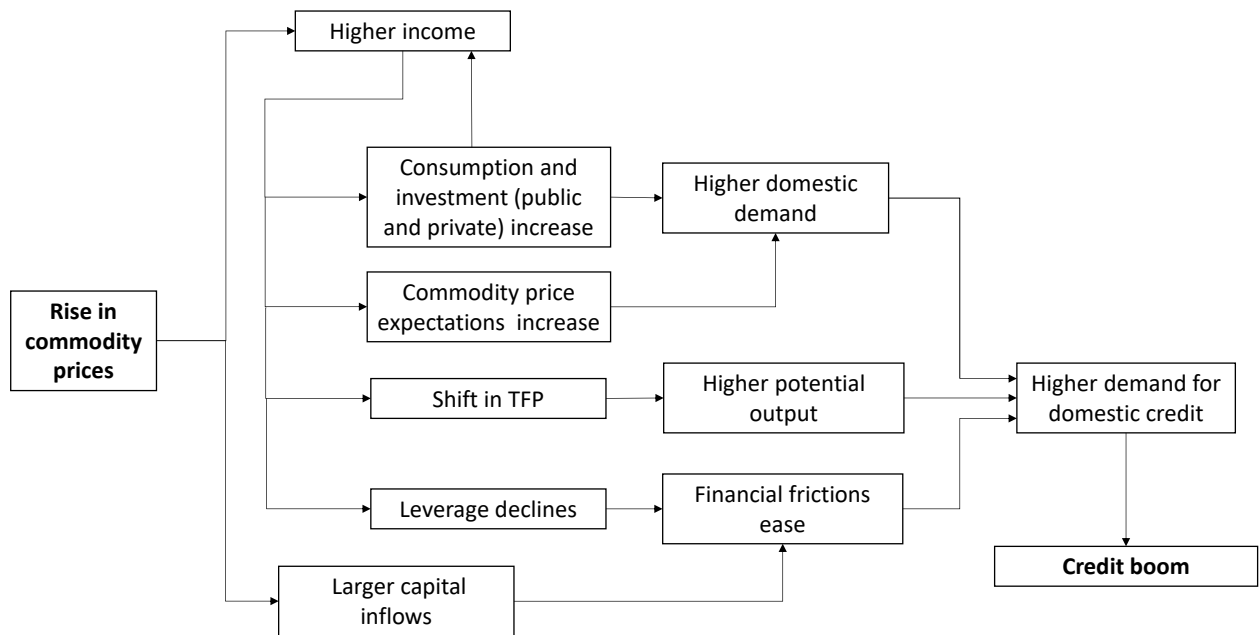 Higher income
Consumption and
investment (public
and private) increase
Higher domestic
demand
Rise in
commodity
prices
Commodity price
expectations  increase
Shift in TFP
Higher potential
output
Higher demand for
domestic credit
Leverage declines
Financial frictions
ease
Larger capital
inflows
Credit boom